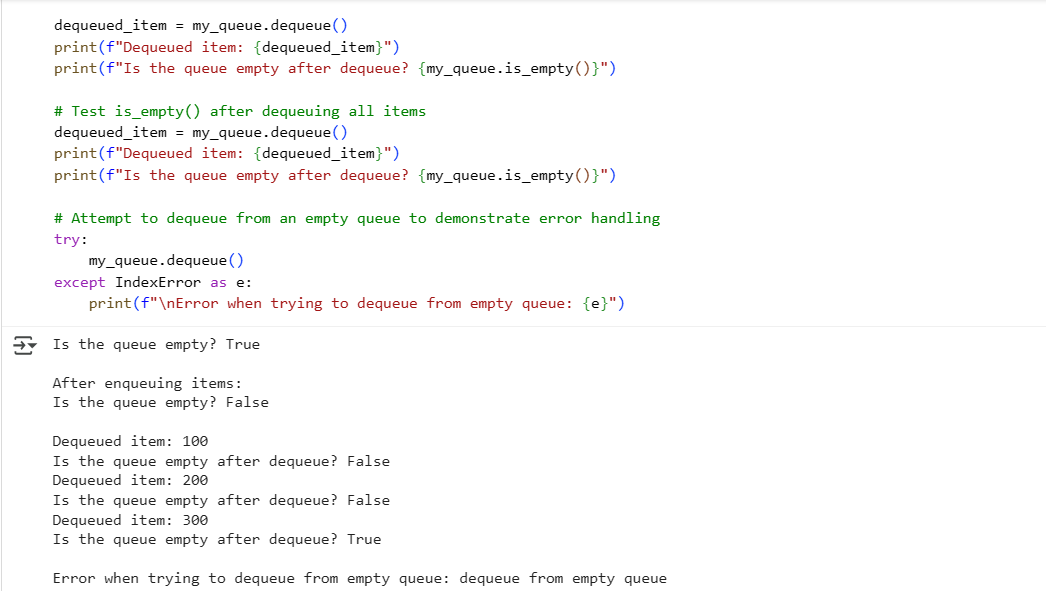 dequeued_item = my_queue.dequeue()
print(f"Dequeued item: {dequeued_item}")
print(f"Is the queue empty after dequeue? {my_queue.is_empty()}")

# Test is_empty() after dequeuing all items
dequeued_item = my_queue.dequeue()
print(f"Dequeued item: {dequeued_item}")
print(f"Is the queue empty after dequeue? {my_queue.is_empty()}")

# Attempt to dequeue from an empty queue to demonstrate error handling
try:
    my_queue.dequeue()
except IndexError as e:
    print(f"\nError when trying to dequeue from empty queue: {e}")

Is the queue empty? True

After enqueuing items:
Is the queue empty? False

Dequeued item: 100
Is the queue empty after dequeue? False
Dequeued item: 200
Is the queue empty after dequeue? False
Dequeued item: 300
Is the queue empty after dequeue? True

Error when trying to dequeue from empty queue: dequeue from empty queue